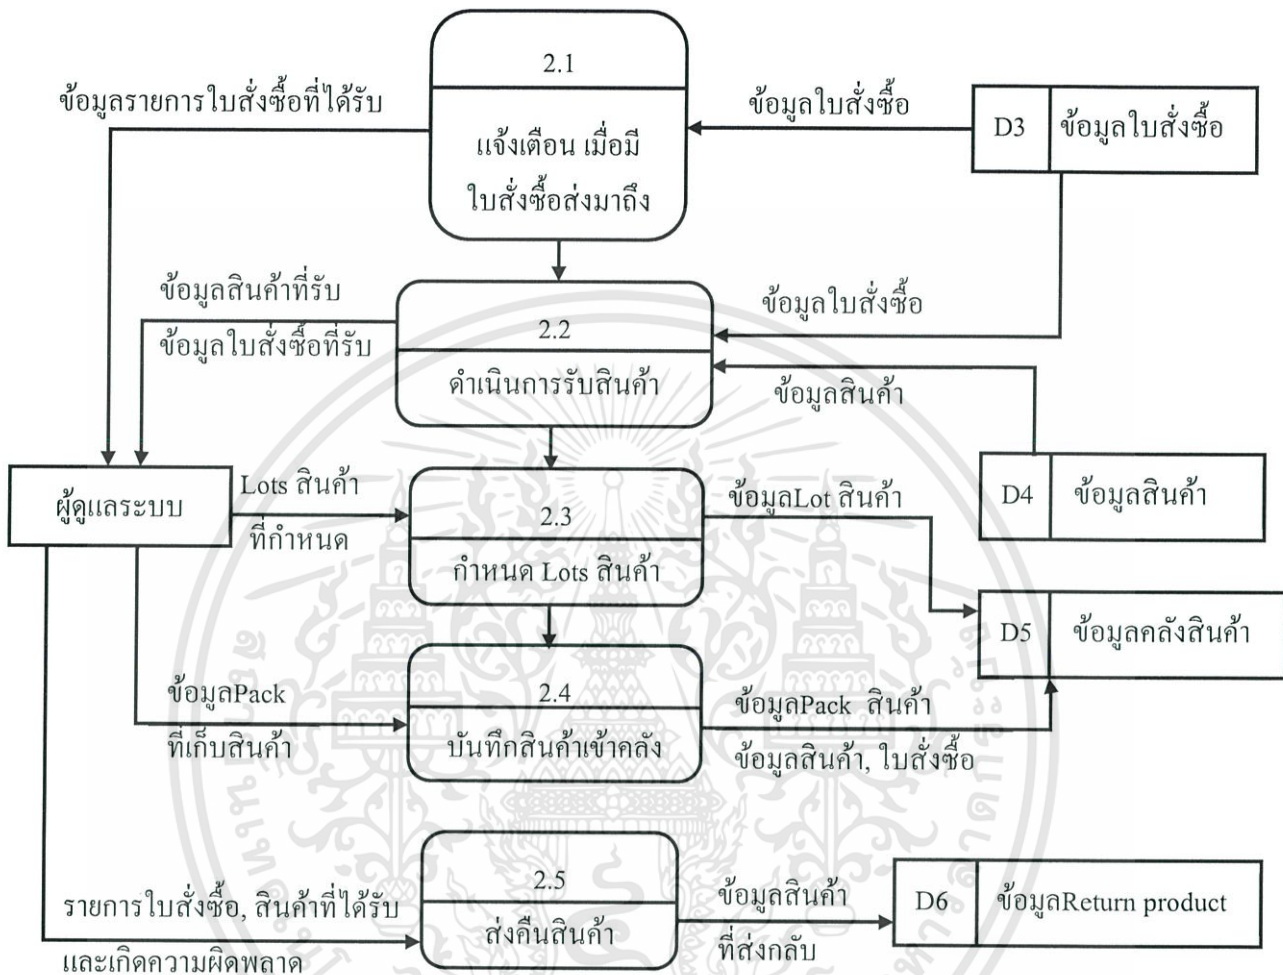 2.1
ข้อมูลรายการใบสั่งซื้อที่ได้รับ
ข้อมูลใบสั่งซื้อ
D3
ข้อมูลใบสั่งซื้อ
แจ้งเตือน เมื่อมี
ใบสั่งซื้อส่งมาถึง
ข้อมูลสินค้าที่รับ
ข้อมูลใบสั่งซื้อที่รับ
2.2
ดำเนินการรับสินค้า
ข้อมูลใบสั่งซื้อ
ข้อมูลสินค้า
ผู้ดูแลระบบ
Lots สินค้า
ที่กำหนด
2.3
กำหนด Lots สินค้า
ข้อมูลLot สินค้า
D4
ข้อมูลสินค้า
D5
ข้อมูลคลังสินค้า
ข้อมูลPack
ที่เก็บสินค้า
2.4
บันทึกสินค้าเข้าคลัง
ข้อมูลPack สินค้า
ข้อมูลสินค้า, ใบสั่งซื้อ
รายการใบสั่งซื้อ, สินค้าที่ได้รับ
และเกิดความผิดพลาด
2.5
ส่งคืนสินค้า
ข้อมูลสินค้า
ที่ส่งกลับ
D6
ข้อมูลReturn product